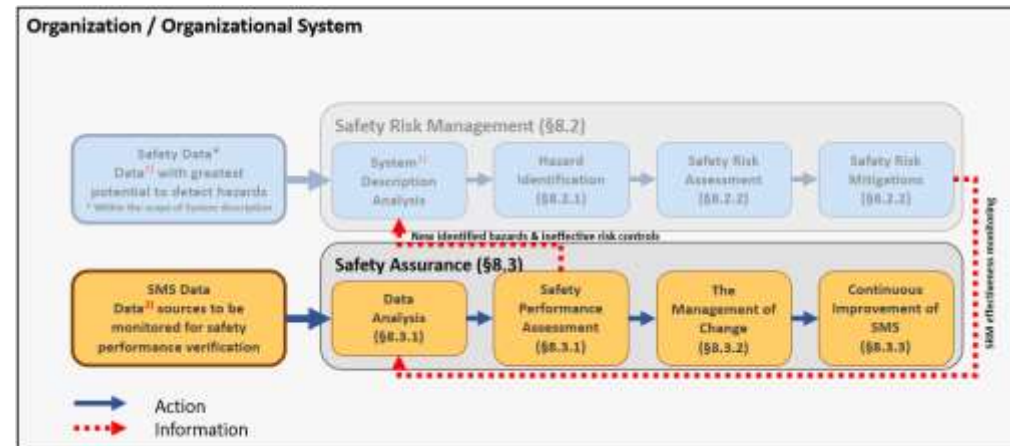 Organization / Organizational System
Safety Risk Management (§8.2)
Safety Data*
Data¹⁾ with greatest
potential to detect hazards
* Within the scope of System description
System¹⁾
Description
Analysis
Hazard
Identification
(§8.2.1)
Safety Risk
Assessment
(§8.2.2)
Safety Risk
Mitigations
(§8.2.2)
New identified hazards & ineffective risk controls
SRM effectiveness monitoring
Safety Assurance (§8.3)
SMS Data
Data²⁾ sources to be
monitored for safety
performance verification
Data
Analysis
(§8.3.1)
Safety
Performance
Assessment
(§8.3.1)
The
Management of
Change
(§8.3.2)
Continuous
Improvement of
SMS
(§8.3.3)
Action
Information